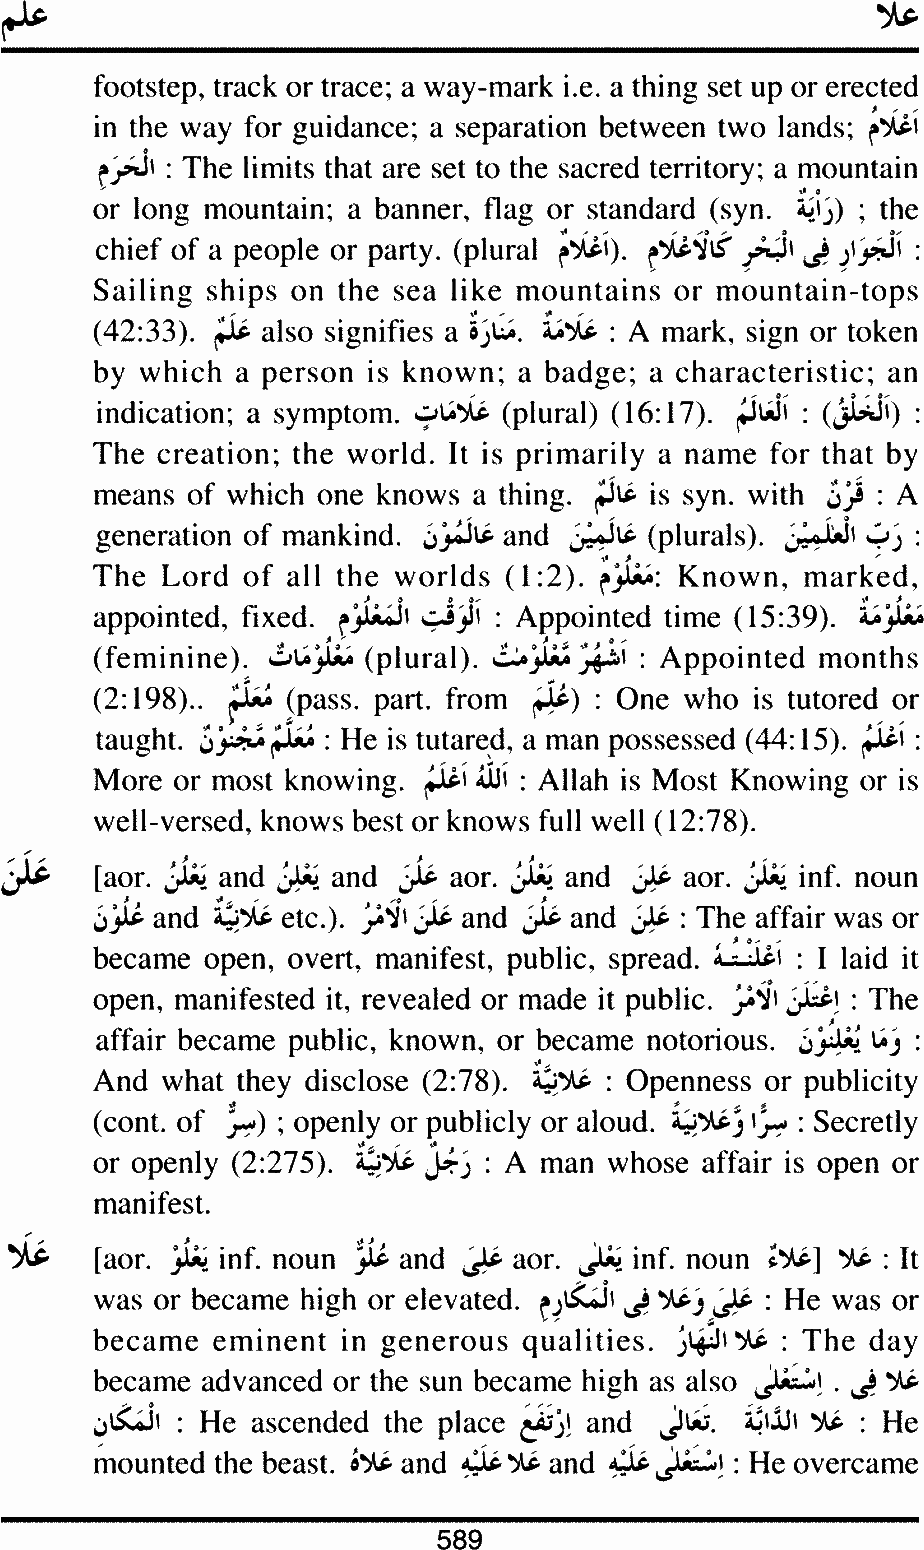 علم علا
footstep, track or trace; a way-mark i.e. a thing set up or erected
in the way for guidance; a separation between two lands; اَعْلَامُ
الْحَرَمِ : The limits that are set to the sacred territory; a mountain
or long mountain; a banner, flag or standard (syn. رَأيَةٌ) ; the
chief of a people or party. (plural اَعْلَامٌ). اَلْجَوَارِ فِى الْبَحْرِ كَالْاَعْلَامِ :
Sailing ships on the sea like mountains or mountain-tops
(42:33). عَلَمٌ also signifies a مَنَارَةٌ. عَلَامَةٌ : A mark, sign or token
by which a person is known; a badge; a characteristic; an
indication; a symptom. عَلَامَاتٌ (plural) (16:17). اَلْعَالَمُ : (اَلْخَلْقُ) :
The creation; the world. It is primarily a name for that by
means of which one knows a thing. عَالَمٌ is syn. with قَرْنٌ : A
generation of mankind. عَالَمُوْنَ and عَالَمِيْنَ (plurals). رَبِّ الْعٰلَمِيْنَ :
The Lord of all the worlds (1:2). مَعْلُوْمٌ: Known, marked,
appointed, fixed. اَلْوَقْتِ الْمَعْلُوْمِ : Appointed time (15:39). مَعْلُوْمَةٌ
(feminine). مَعْلُوْمَاتٌ (plural). اَشْهُرٌ مَّعْلُوْمٰتٌ : Appointed months
(2:198).. مُعَلَّمٌ (pass. part. from عُلِّمَ) : One who is tutored or
taught. مُعَلَّمٌ مَّجْنُوْنٌ : He is tutared, a man possessed (44:15). اَعْلَمُ :
More or most knowing. اَللّٰهُ اَعْلَمُ : Allah is Most Knowing or is
well-versed, knows best or knows full well (12:78).
عَلَنَ [aor. يَعْلُنُ and يَعْلِنُ and عَلُنَ aor. يَعْلُنُ and عَلِنَ aor. يَعْلَنُ inf. noun
عُلُوْنٌ and عَلَانِيَّةٌ etc.). عَلَنَ الْاَمْرُ and عَلُنَ and عَلِنَ : The affair was or
became open, overt, manifest, public, spread. اَعْلَنْتُهُ : I laid it
open, manifested it, revealed or made it public. اِعْتَلَنَ الْاَمْرُ : The
affair became public, known, or became notorious. وَمَا يُعْلِنُوْنَ :
And what they disclose (2:78). عَلَانِيَةٌ : Openness or publicity
(cont. of سِرٌّ) ; openly or publicly or aloud. سِرًّا وَّعَلَانِيَةً : Secretly
or openly (2:275). رَجُلٌ عَلَانِيَّةٌ : A man whose affair is open or
manifest.
عَلَا [aor. يَعْلُوْ inf. noun عُلُوٌّ and عَلِىَ aor. يَعْلٰى inf. noun عَلَاءٌ] عَلَا : It
was or became high or elevated. عَلِىَ وَعَلَا فِى الْمَكَارِمِ : He was or
became eminent in generous qualities. عَلَا النَّهَارُ : The day
became advanced or the sun became high as also اِسْتَعْلٰى . عَلَا فِى
الْمَكَانِ : He ascended the place اِرْتَفَعَ and تَعَالٰى. عَلَا الدَّابَّةَ : He
mounted the beast. عَلَاهُ and عَلَا عَلَيْهِ and اِسْتَعْلٰى عَلَيْهِ : He overcame
589